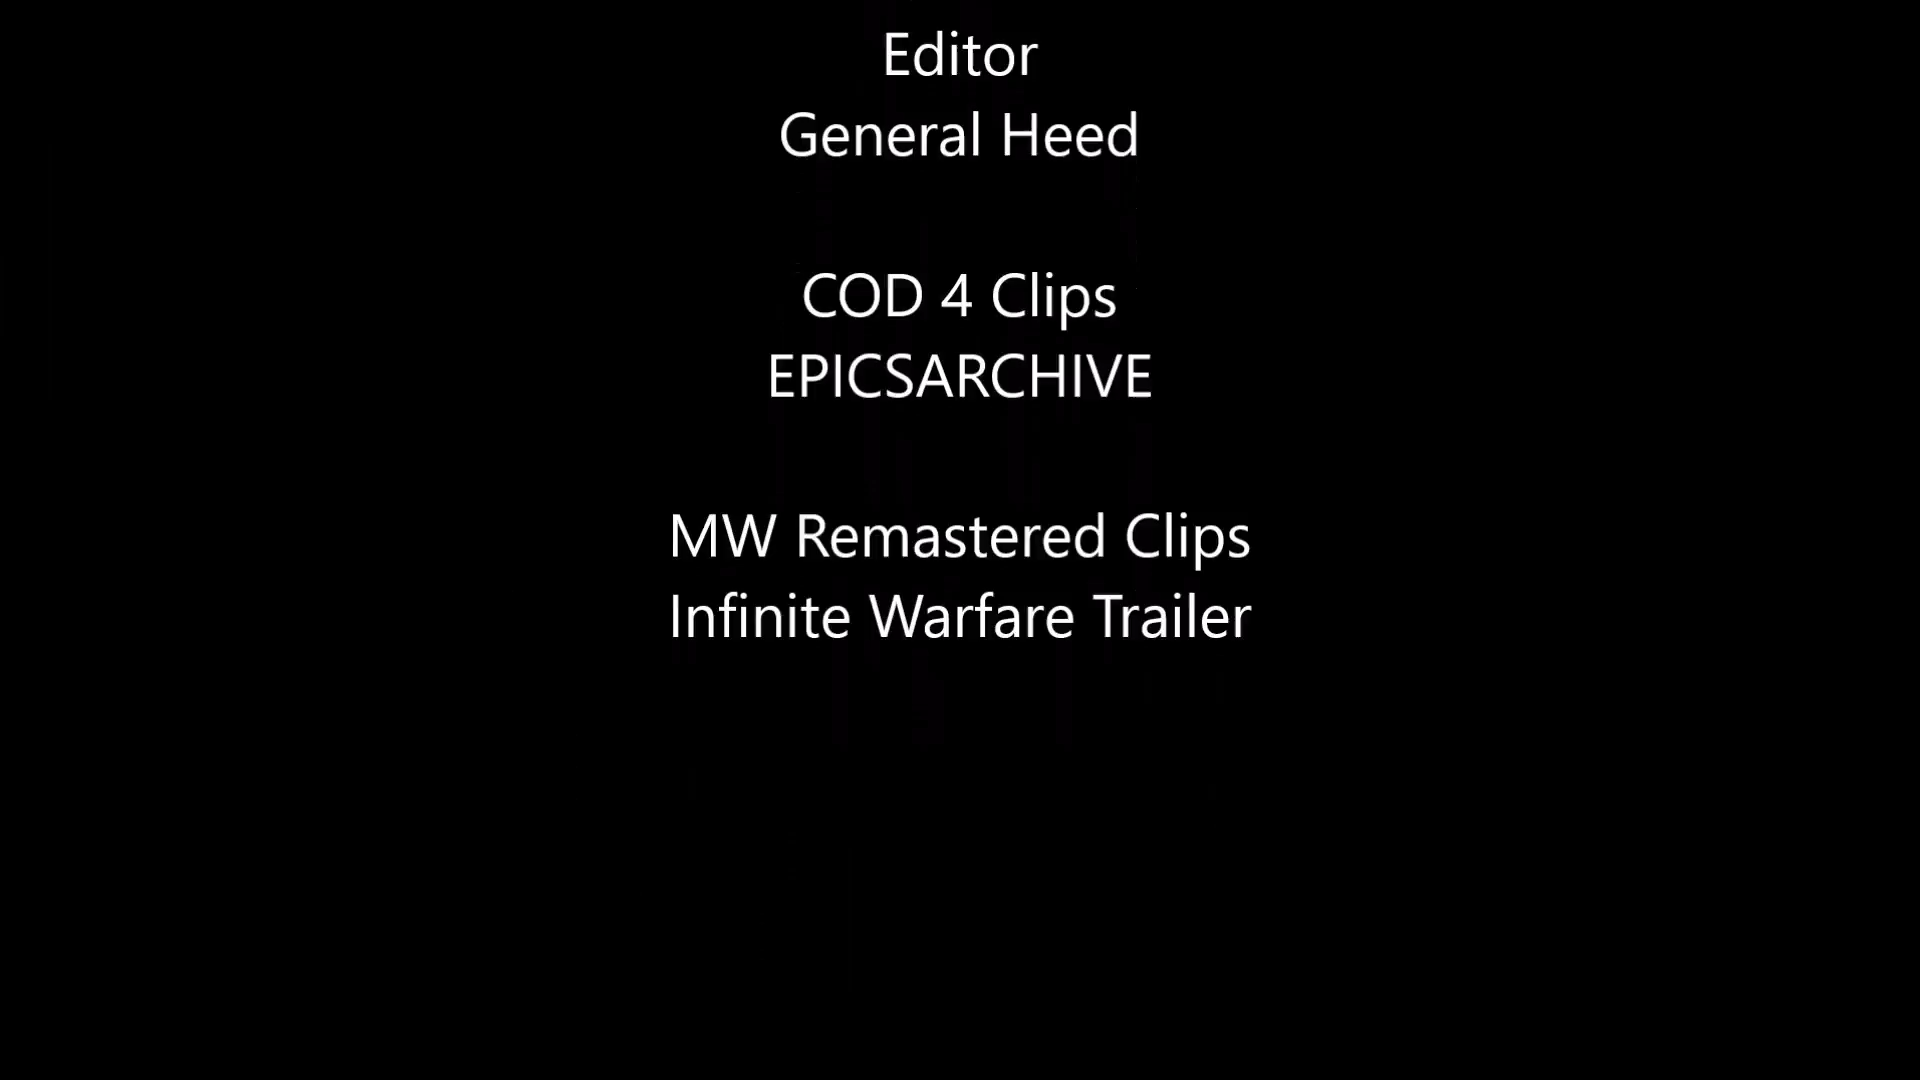 Editor
General Heed
COD 4 Clips
EPICSARCHIVE
MW Remastered Clips
Infinite Warfare Trailer